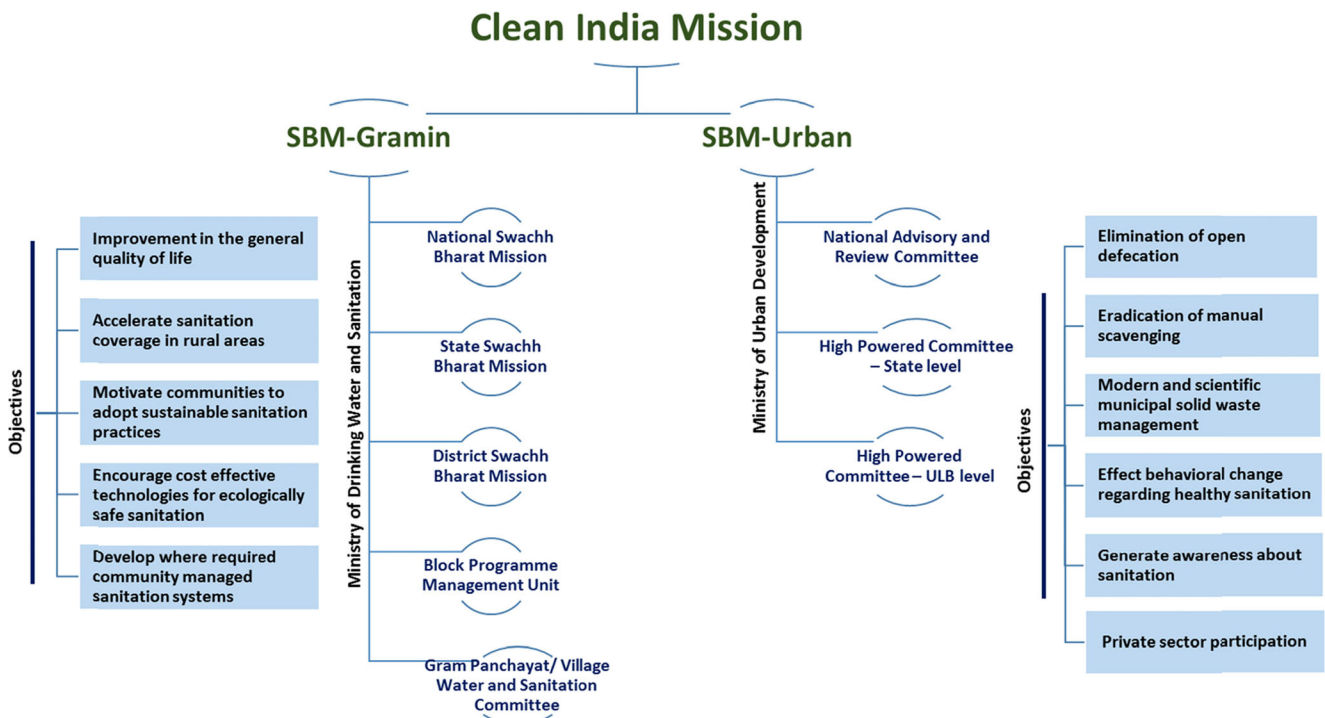 Clean India Mission
SBM-Gramin
SBM-Urban
Objectives
Improvement in the general
quality of life
Accelerate sanitation
coverage in rural areas
Motivate communities to
adopt sustainable sanitation
practices
Encourage cost effective
technologies for ecologically
safe sanitation
Develop where required
community managed
sanitation systems
Ministry of Drinking Water and Sanitation
National Swachh
Bharat Mission
State Swachh
Bharat Mission
District Swachh
Bharat Mission
Block Programme
Management Unit
Gram Panchayat/ Village
Water and Sanitation
Committee
Ministry of Urban Development
National Advisory and
Review Committee
High Powered Committee
– State level
High Powered
Committee – ULB level
Objectives
Elimination of open
defecation
Eradication of manual
scavenging
Modern and scientific
municipal solid waste
management
Effect behavioral change
regarding healthy sanitation
Generate awareness about
sanitation
Private sector participation